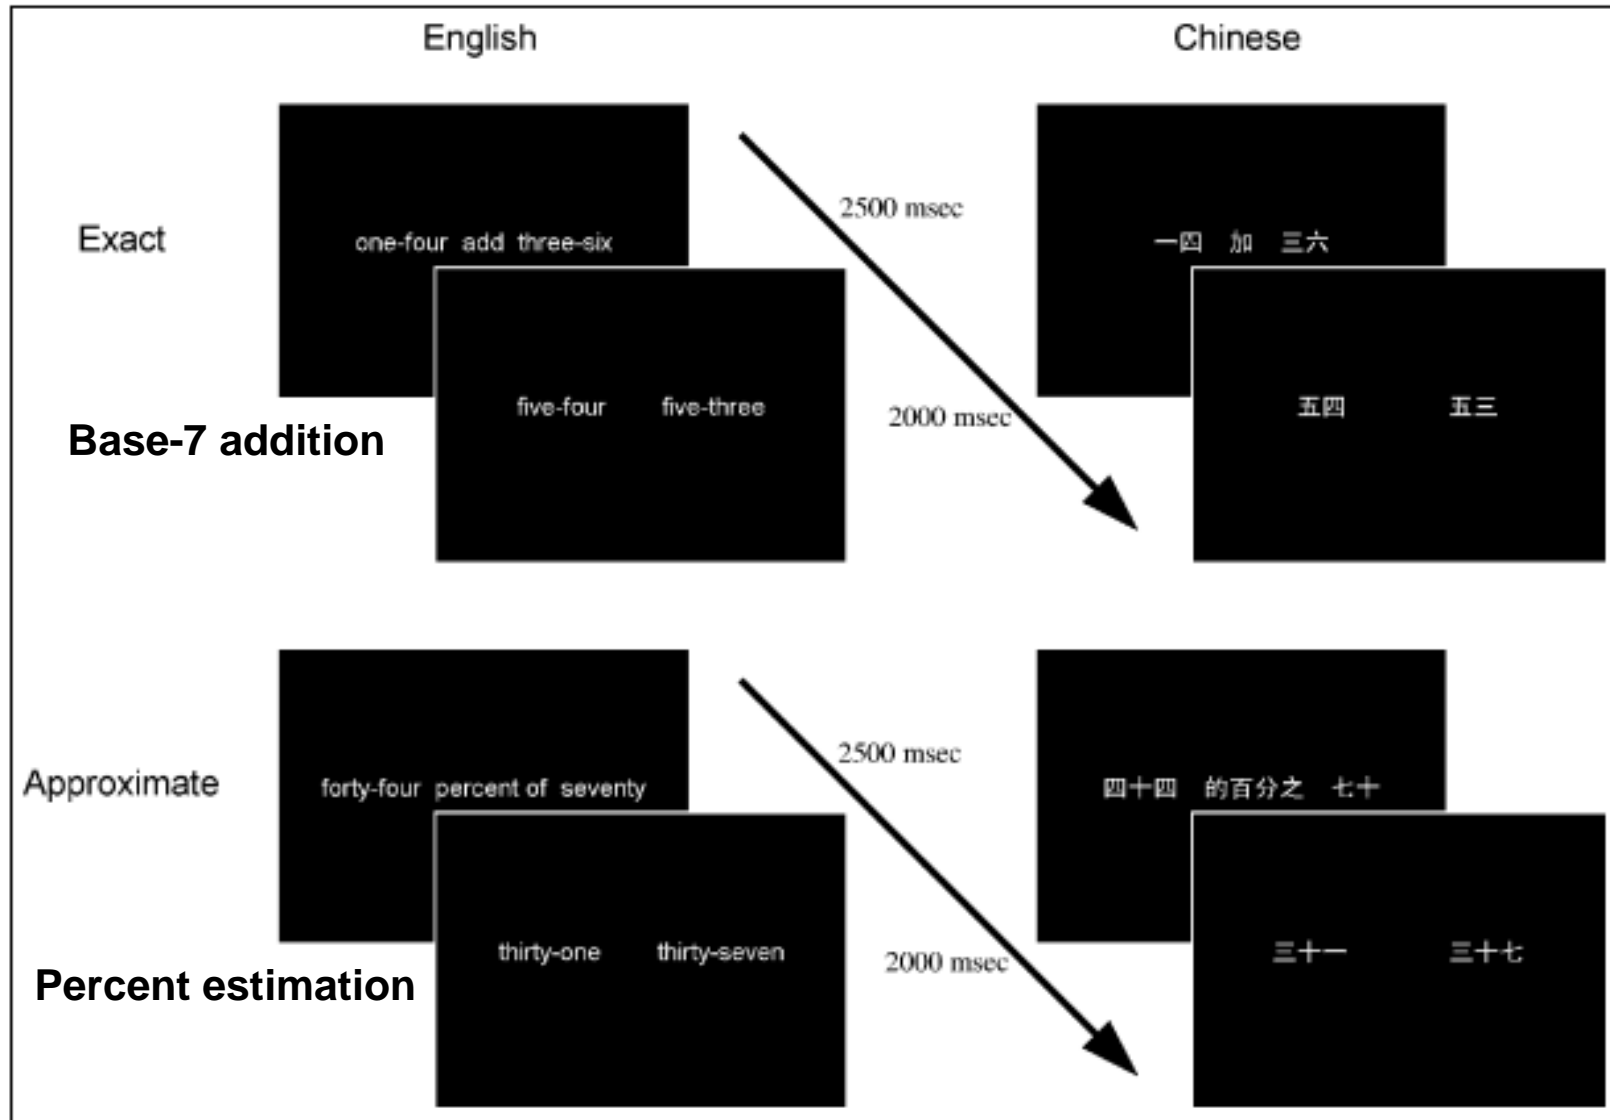 English
Chinese
Exact
one-four add three-six
2500 msec
一四 加 三六
five-four five-three
2000 msec
五四 五三
Base-7 addition
Approximate
forty-four percent of seventy
2500 msec
四十四 的百分之 七十
thirty-one thirty-seven
2000 msec
三十一 三十七
Percent estimation